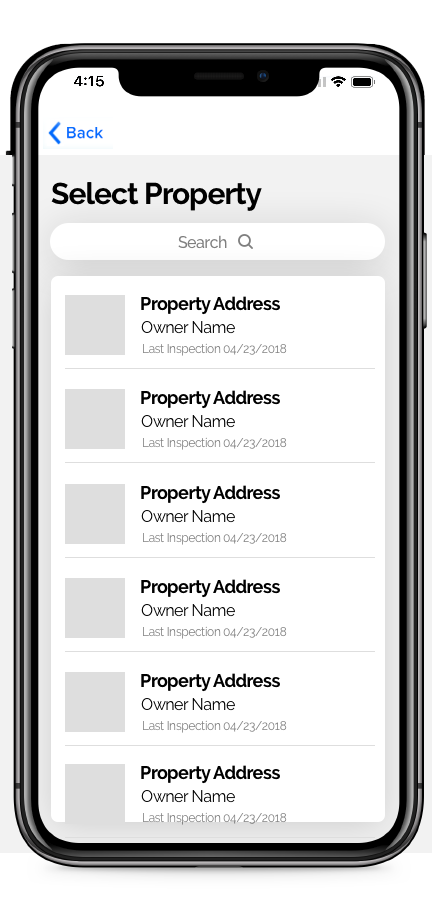 4:15
Back
Select Property
Search
Property Address
Owner Name
Last Inspection 04/23/2018
Property Address
Owner Name
Last Inspection 04/23/2018
Property Address
Owner Name
Last Inspection 04/23/2018
Property Address
Owner Name
Last Inspection 04/23/2018
Property Address
Owner Name
Last Inspection 04/23/2018
Property Address
Owner Name
Last Inspection 04/23/2018